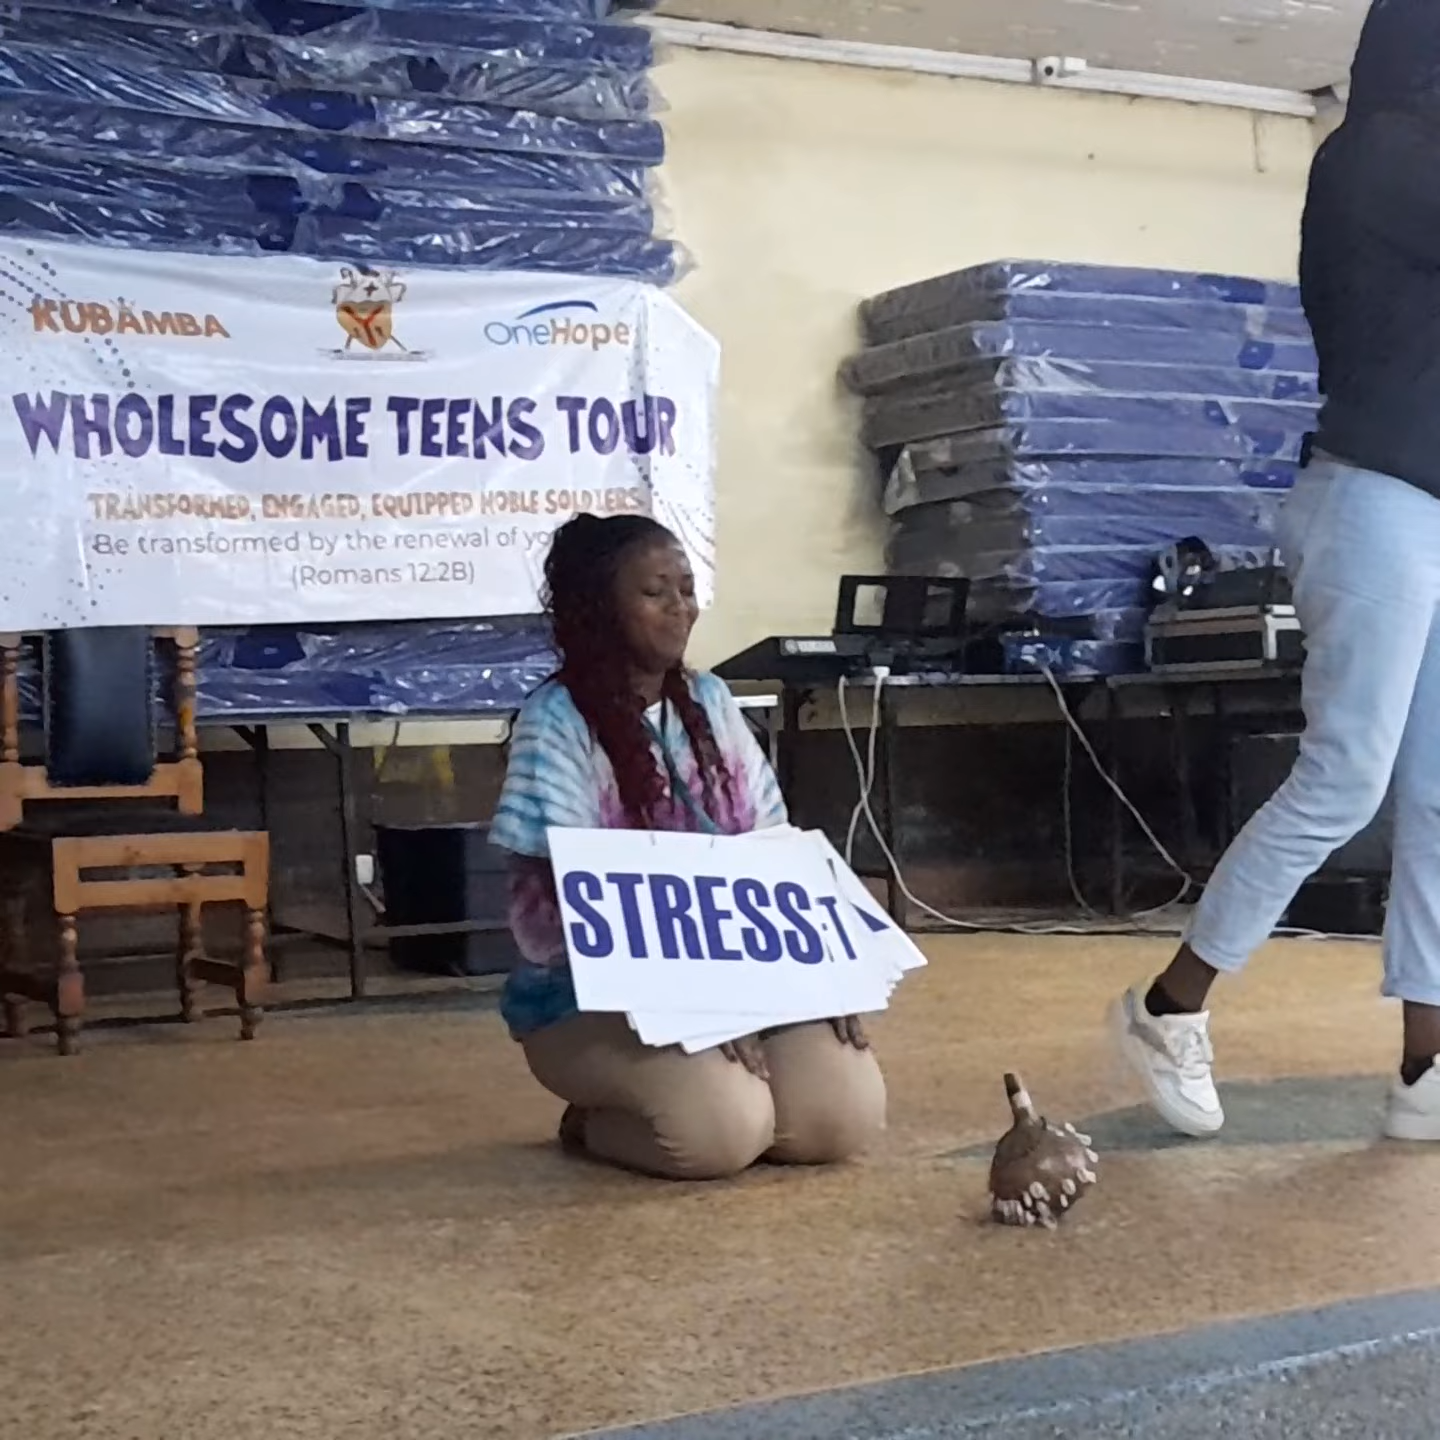 KUBAMBA
OneHope
WHOLESOME TEENS TOUR
TRANSFORMED, ENGAGED, EQUIPPED NOBLE SOLDIERS
Be transformed by the renewal of
(Romans 12:2B)
YAMAHA
STRESS
T